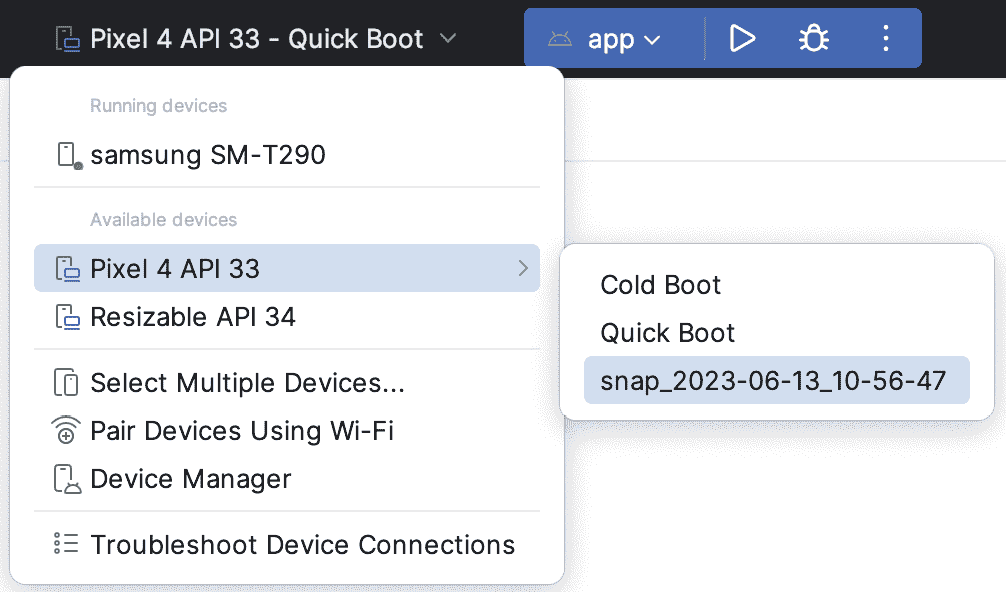 Pixel 4 API 33 - Quick Boot
app
Running devices
samsung SM-T290
Available devices
Pixel 4 API 33
Resizable API 34
Select Multiple Devices...
Pair Devices Using Wi-Fi
Device Manager
Troubleshoot Device Connections
Cold Boot
Quick Boot
snap_2023-06-13_10-56-47